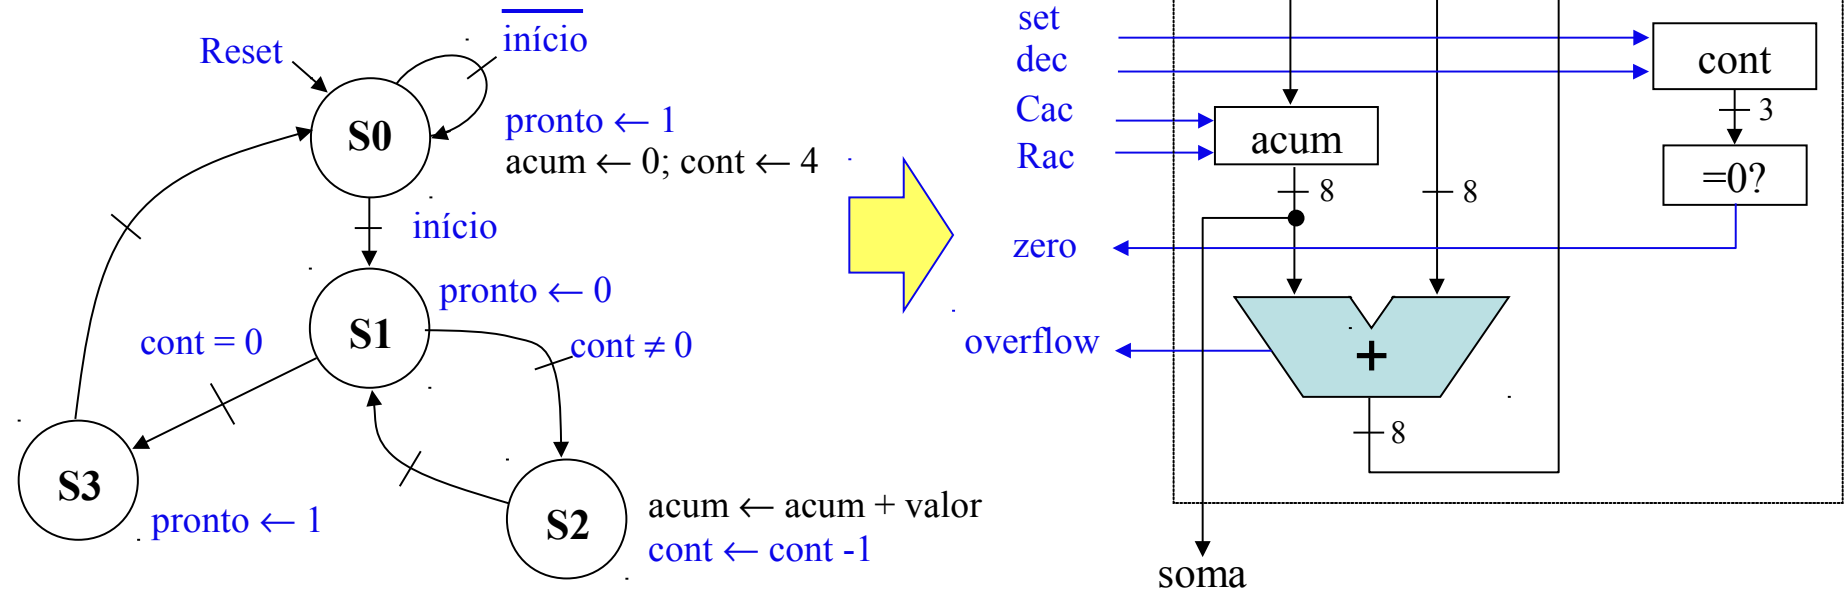 Reset
início
S0
pronto ← 1
acum ← 0; cont ← 4
início
S1
pronto ← 0
cont = 0
cont ≠ 0
S3
pronto ← 1
S2
acum ← acum + valor
cont ← cont -1
set
dec
Cac
Rac
zero
overflow
cont
3
=0?
acum
8
8
+
8
soma